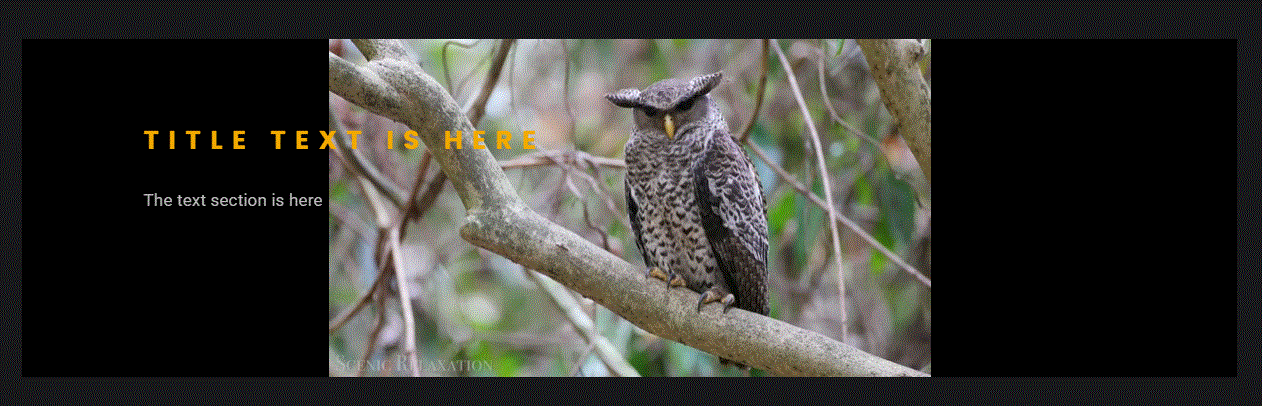 TITLE TEXT IS HERE
The text section is here
SCENIC RELAXATION